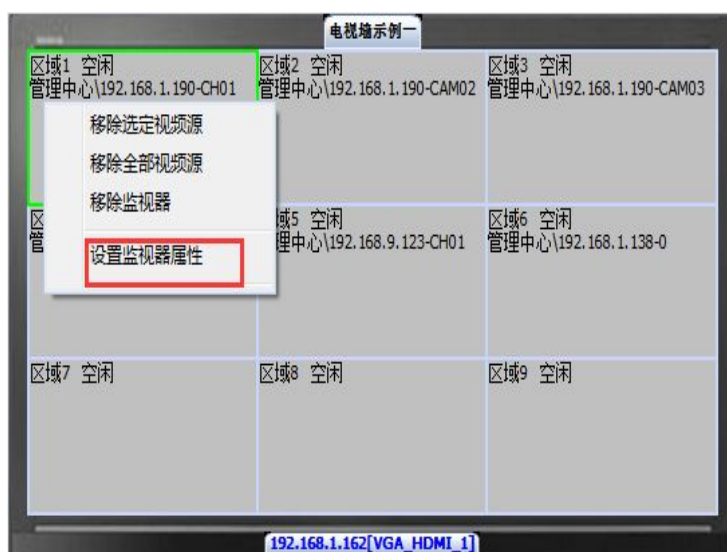 电视墙示例一
区域1 空闲
管理中心\192.168.1.190-CH01
区域2 空闲
管理中心\192.168.1.190-CAM02
区域3 空闲
管理中心\192.168.1.190-CAM03
移除选定视频源
移除全部视频源
移除监视器
设置监视器属性
区
管
域5 空闲
理中心\192.168.9.123-CH01
区域6 空闲
管理中心\192.168.1.138-0
区域7 空闲
区域8 空闲
区域9 空闲
192.168.1.162[VGA_HDMI_1]